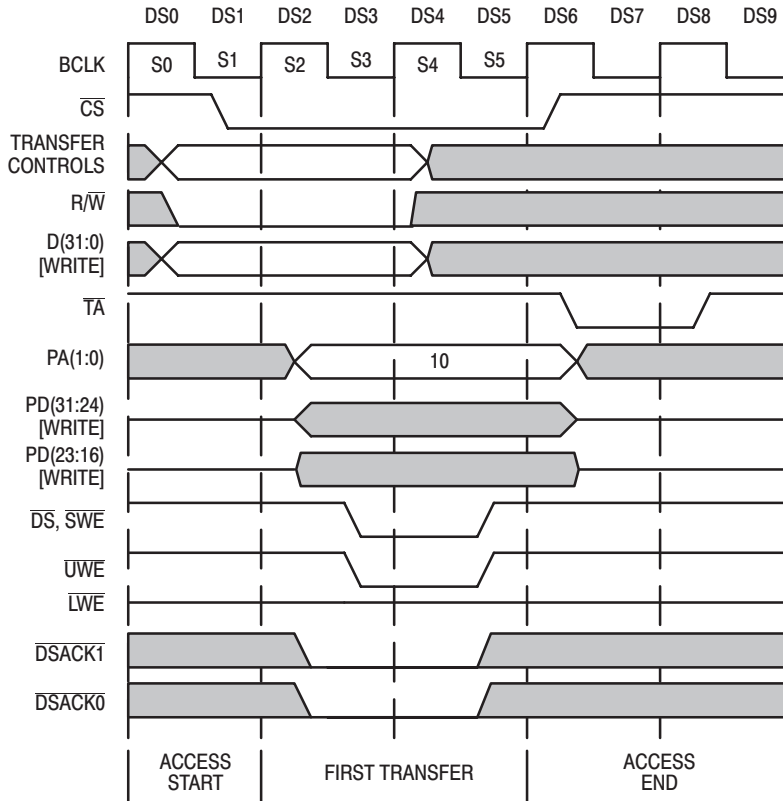 DS0 DS1 DS2 DS3 DS4 DS5 DS6 DS7 DS8 DS9
BCLK S0 S1 S2 S3 S4 S5
CS
TRANSFER
CONTROLS
R/W
D(31:0)
[WRITE]
TA
PA(1:0) 10
PD(31:24)
[WRITE]
PD(23:16)
[WRITE]
DS, SWE
UWE
LWE
DSACK1
DSACK0
ACCESS
START
FIRST TRANSFER
ACCESS
END